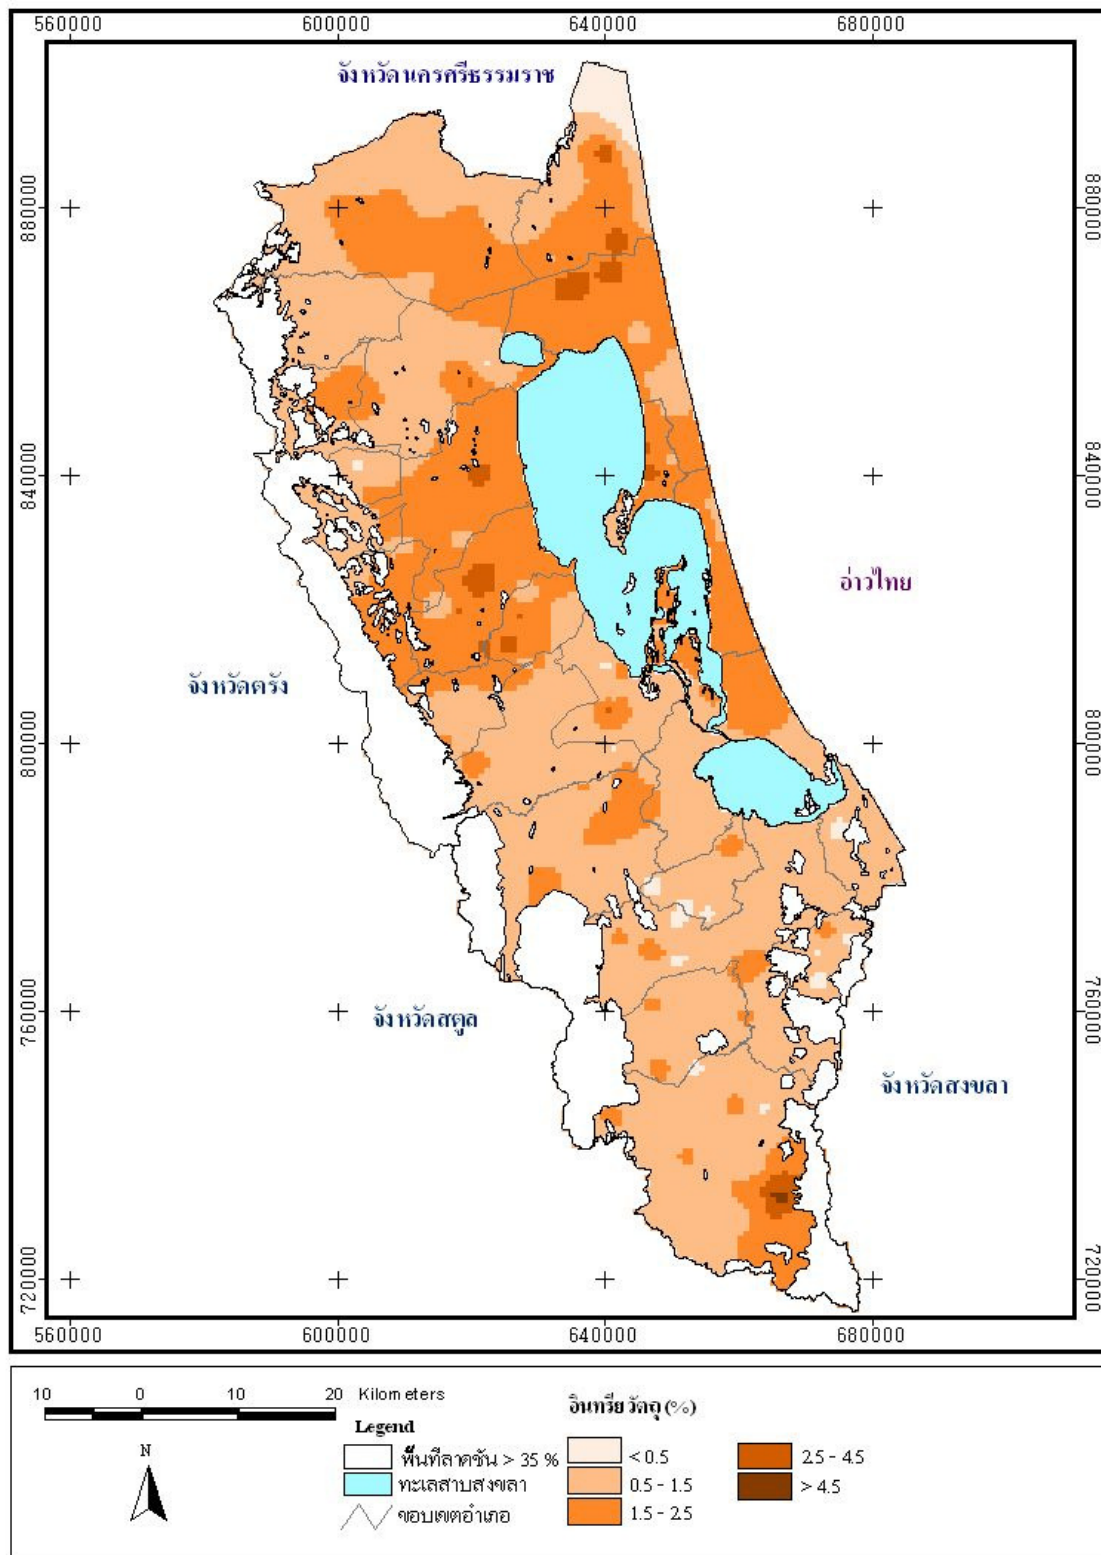 560000 600000 640000 680000
จังหวัดนครศรีธรรมราช
880000 880000
840000 840000
อ่าวไทย
จังหวัดตรัง
800000 800000
760000 760000
จังหวัดสตูล
จังหวัดสงขลา
720000 720000
560000 600000 640000 680000
10 0 10 20 Kilometers
อินทรีย วัตถุ (%)
Legend
N
พื้นที่ลาดชัน > 35 %
< 0.5
2.5 - 4.5
ทะเลสาบสงขลา
0.5 - 1.5
> 4.5
ขอบเขตอำเภอ
1.5 - 2.5